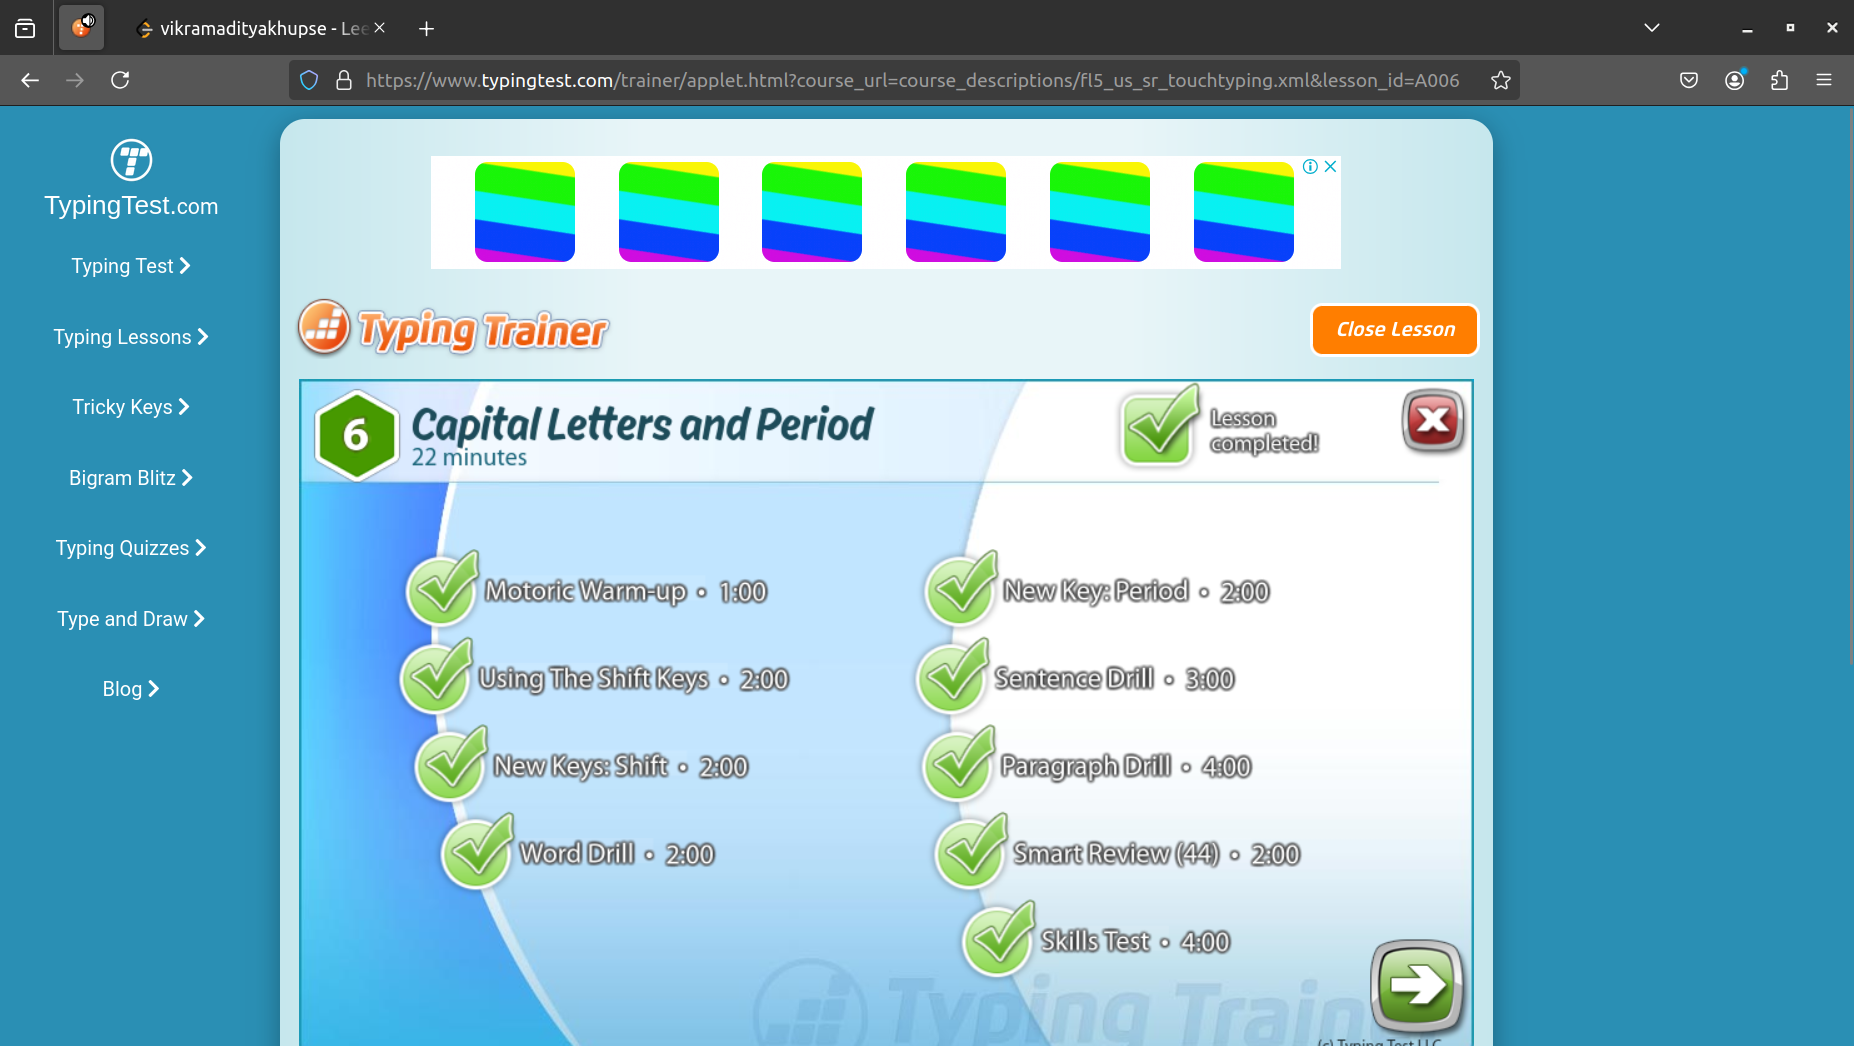 vikramadityakhupse - Lee
https://www.typingtest.com/trainer/applet.html?course_url=course_descriptions/fl5_us_sr_touchtyping.xml&lesson_id=A006
TypingTest.com
Typing Test
Typing Lessons
Tricky Keys
Bigram Blitz
Typing Quizzes
Type and Draw
Blog
Typing Trainer
Close Lesson
6
Capital Letters and Period
22 minutes
Lesson
completed!
Motoric Warm-up • 1:00
Using The Shift Keys • 2:00
New Keys: Shift • 2:00
Word Drill • 2:00
New Key: Period • 2:00
Sentence Drill • 3:00
Paragraph Drill • 4:00
Smart Review (44) • 2:00
Skills Test • 4:00
Typing Train
(c) Typing Test LLC